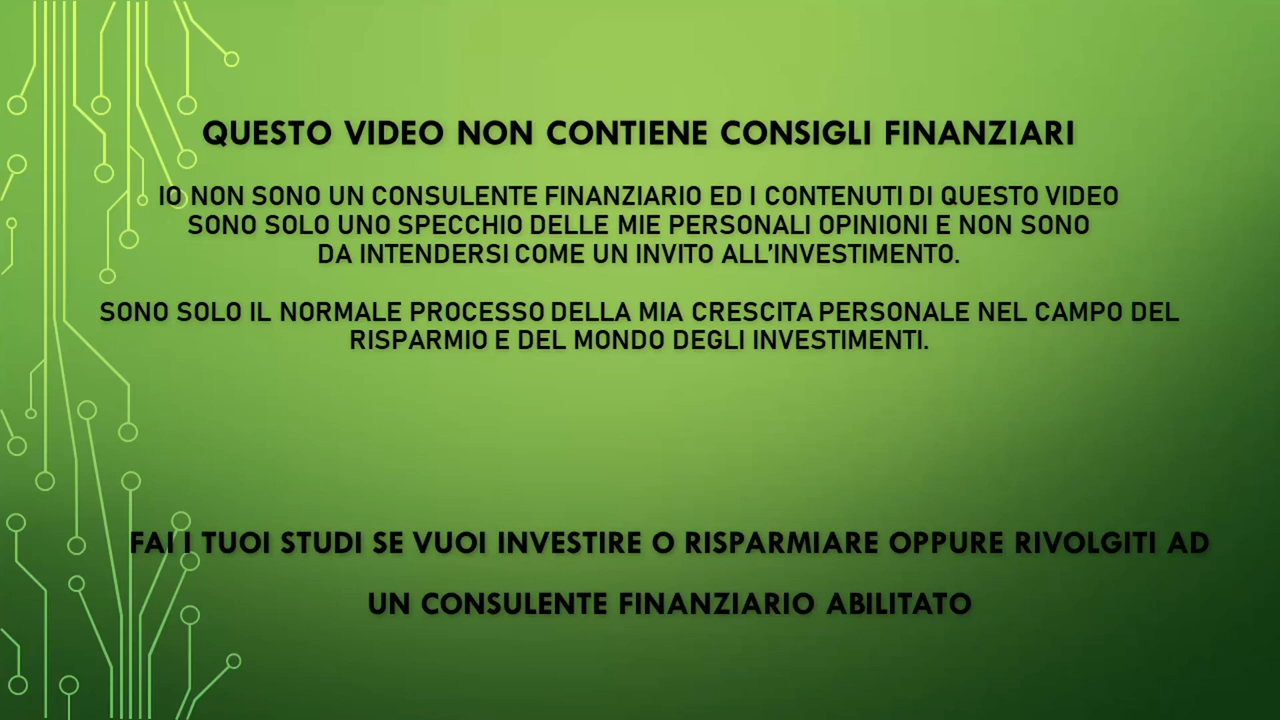 QUESTO VIDEO NON CONTIENE CONSIGLI FINANZIARI
IO NON SONO UN CONSULENTE FINANZIARIO ED I CONTENUTI DI QUESTO VIDEO
SONO SOLO UNO SPECCHIO DELLE MIE PERSONALI OPINIONI E NON SONO
DA INTENDERSI COME UN INVITO ALL'INVESTIMENTO.
SONO SOLO IL NORMALE PROCESSO DELLA MIA CRESCITA PERSONALE NEL CAMPO DEL
RISPARMIO E DEL MONDO DEGLI INVESTIMENTI.
FAI I TUOI STUDI SE VUOI INVESTIRE O RISPARMIARE OPPURE RIVOLGITI AD
UN CONSULENTE FINANZIARIO ABILITATO